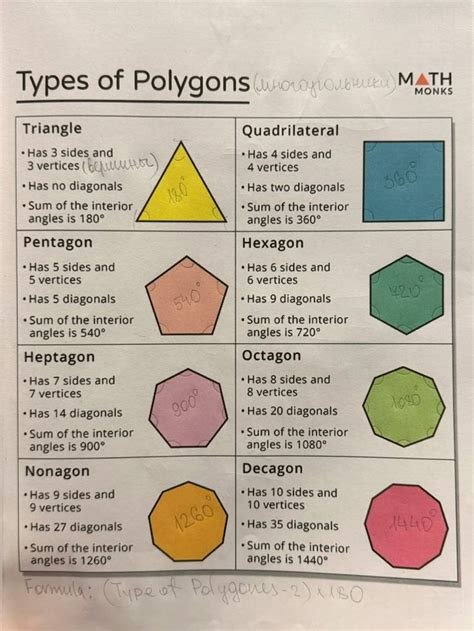 Types of Polygons (многоугольники) MATH
MONKS
Triangle
• Has 3 sides and
3 vertices (вершины)
• Has no diagonals
• Sum of the interior
angles is 180°
180°
Quadrilateral
• Has 4 sides and
4 vertices
• Has two diagonals
• Sum of the interior
angles is 360°
360°
Pentagon
• Has 5 sides and
5 vertices
• Has 5 diagonals
• Sum of the interior
angles is 540°
540°
Hexagon
• Has 6 sides and
6 vertices
• Has 9 diagonals
• Sum of the interior
angles is 720°
720°
Heptagon
• Has 7 sides and
7 vertices
• Has 14 diagonals
• Sum of the interior
angles is 900°
900°
Octagon
• Has 8 sides and
8 vertices
• Has 20 diagonals
• Sum of the interior
angles is 1080°
1080°
Nonagon
• Has 9 sides and
9 vertices
• Has 27 diagonals
• Sum of the interior
angles is 1260°
1260°
Decagon
• Has 10 sides and
10 vertices
• Has 35 diagonals
• Sum of the interior
angles is 1440°
1440°
Formula: (Type of Polygones - 2) x 180